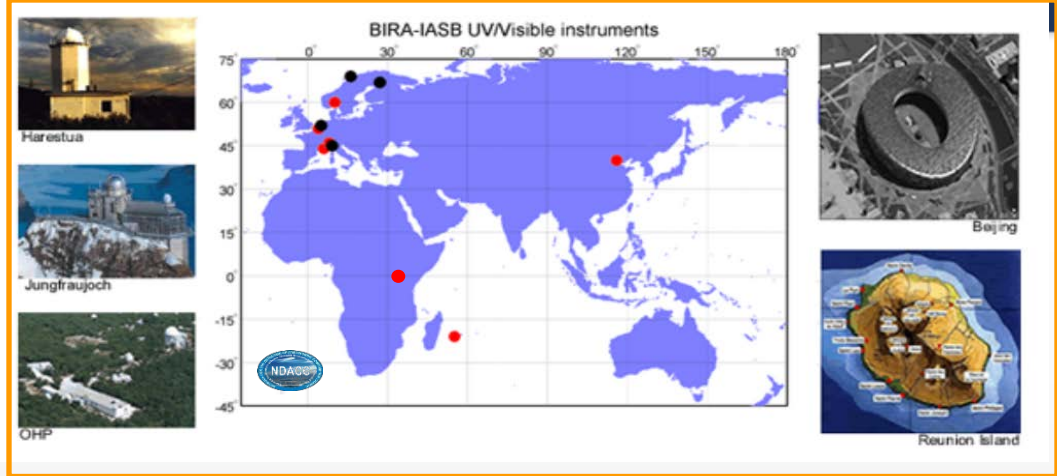 BIRA-IASB UV/Visible instruments
0° 30° 60° 90° 120° 150° 180°
75°
60°
45°
30°
15°
0°
-15°
-30°
-45°
NDACC
Harestua
Jungfraujoch
OHP
Beijing
Reunion Island